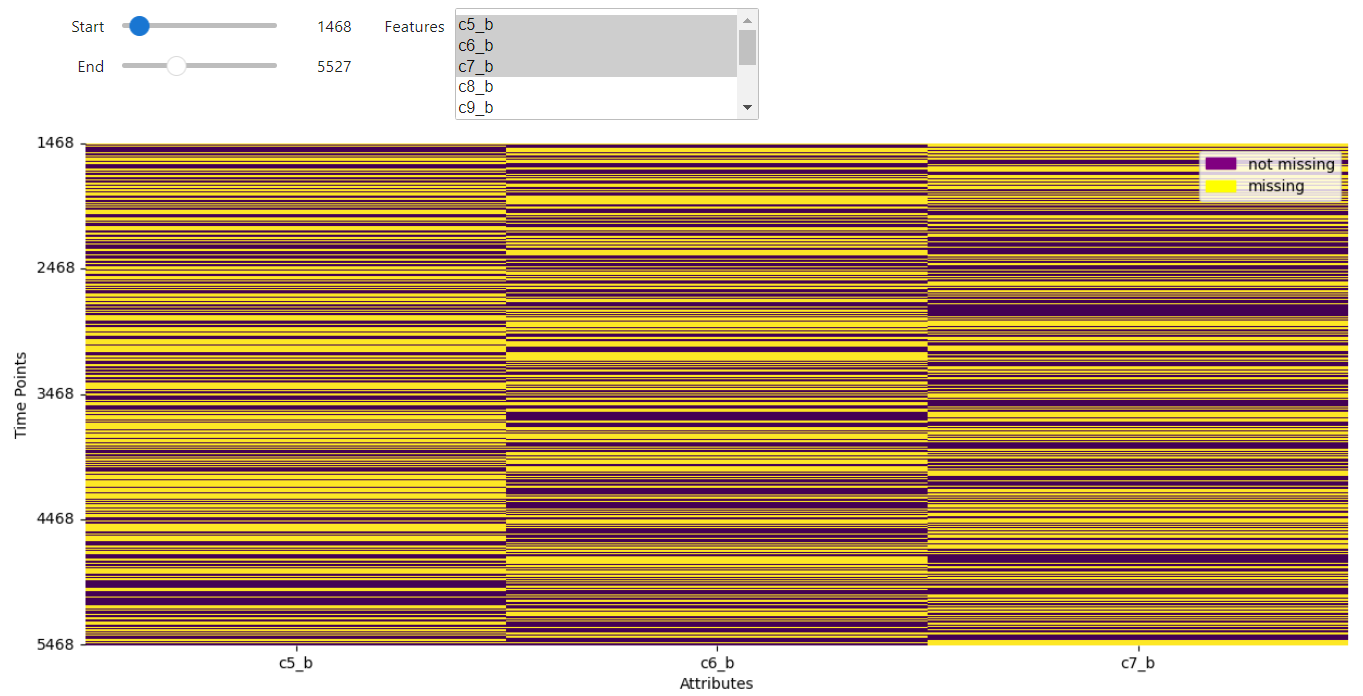 Start 1468 Features
End 5527
c5_b
c6_b
c7_b
c8_b
c9_b
not missing
missing
1468
2468
3468
4468
5468
Time Points
c5_b c6_b c7_b
Attributes